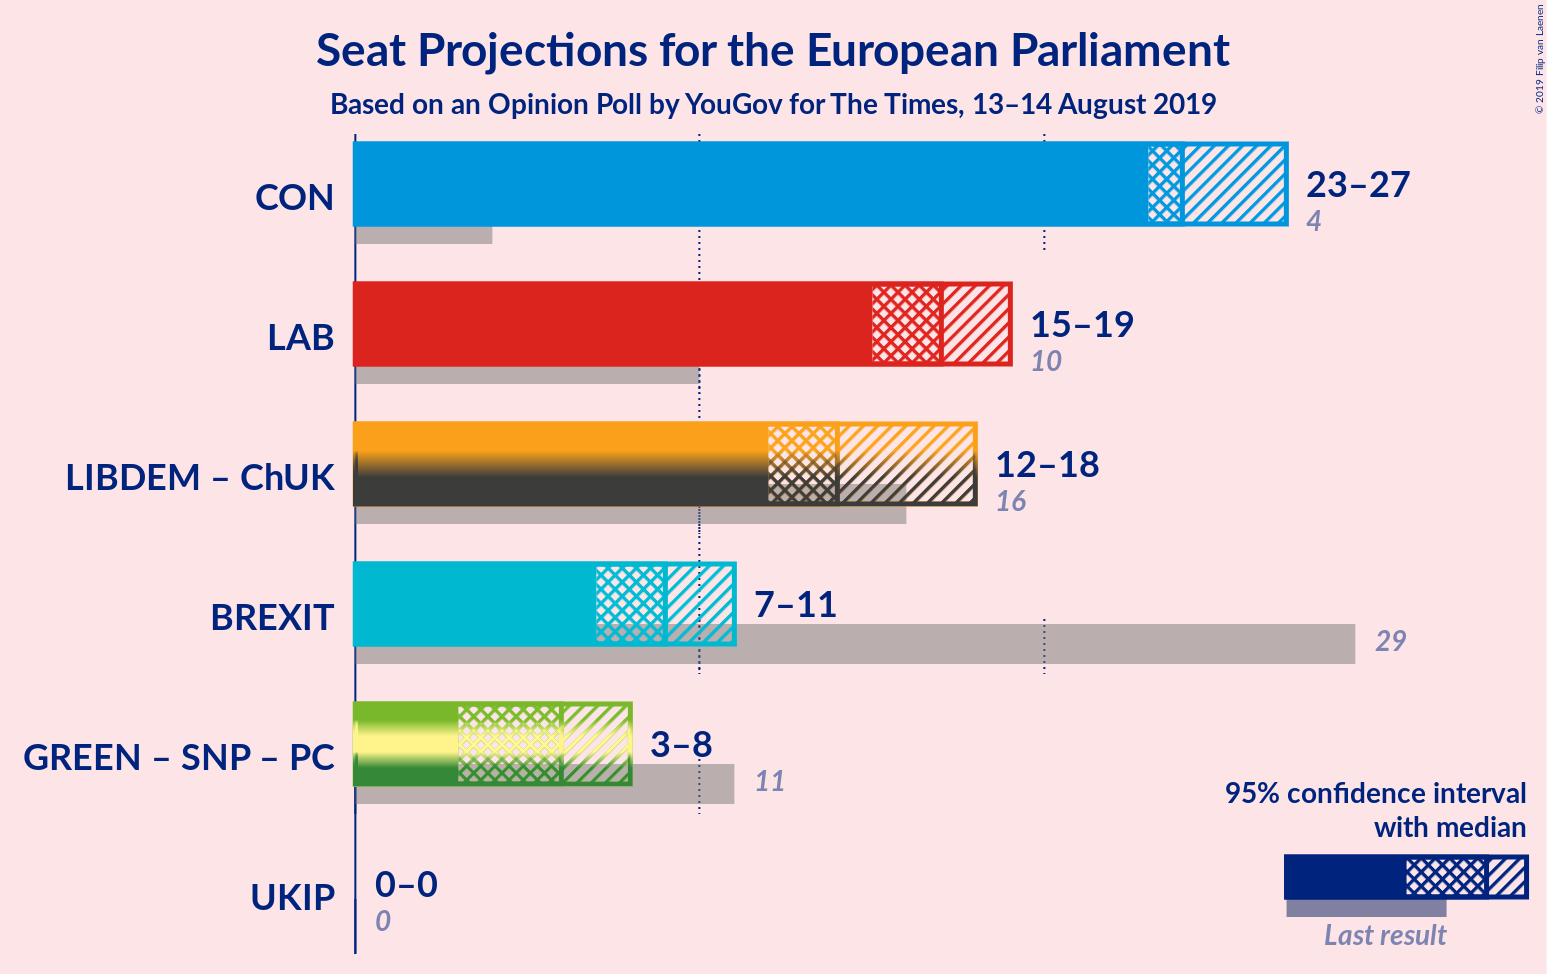 Seat Projections for the European Parliament
Based on an Opinion Poll by YouGov for The Times, 13–14 August 2019
© 2019 Filip van Laenen
CON
23–27
4
LAB
15–19
10
LIBDEM – ChUK
12–18
16
BREXIT
7–11
29
GREEN – SNP – PC
3–8
11
UKIP
0–0
0
95% confidence interval
with median
Last result